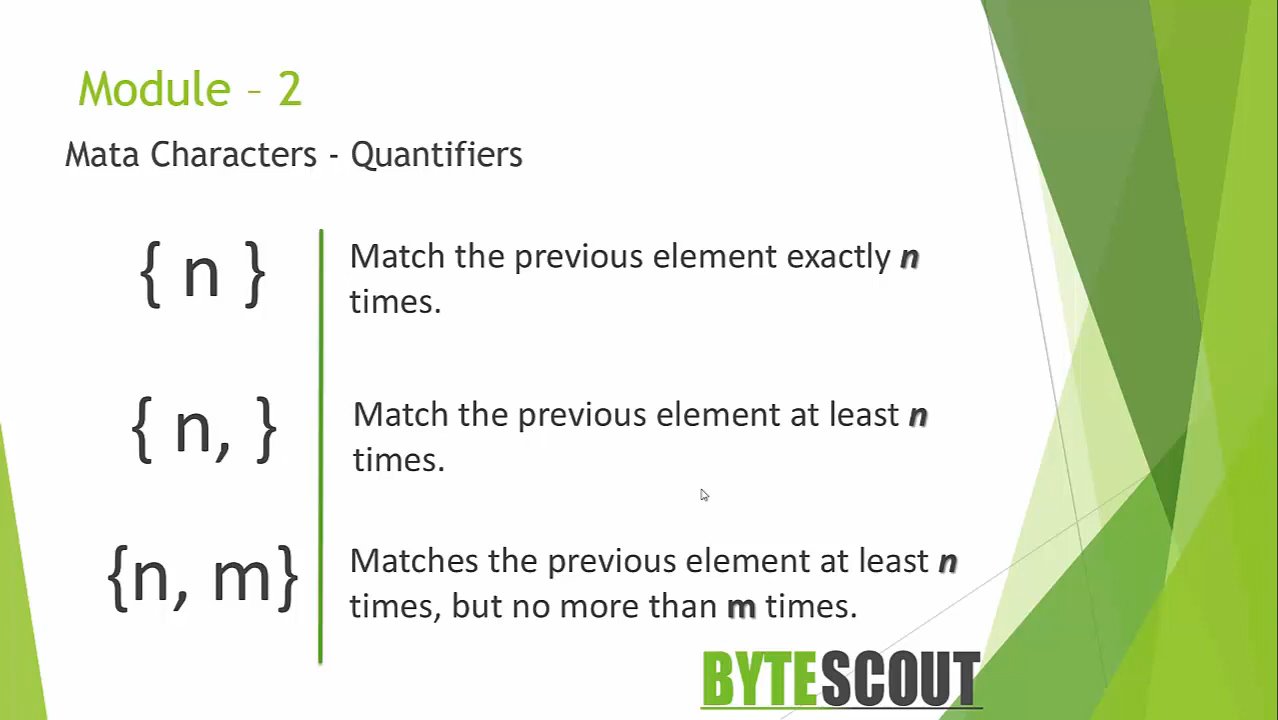 Module – 2
Mata Characters - Quantifiers
{ n }
Match the previous element exactly n
times.
{ n, }
Match the previous element at least n
times.
{n, m}
Matches the previous element at least n
times, but no more than m times.
BYTESCOUT